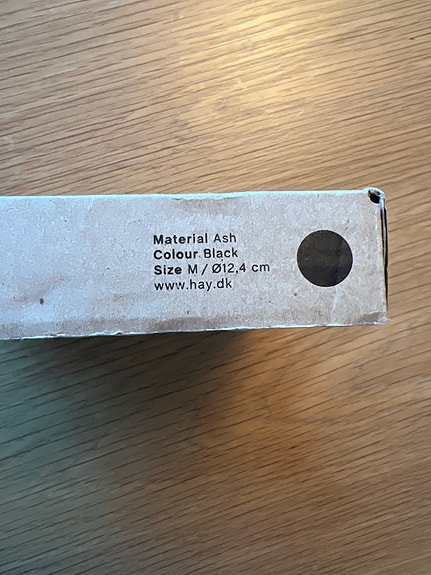 Material Ash
Colour Black
Size M / Ø12,4 cm
www.hay.dk